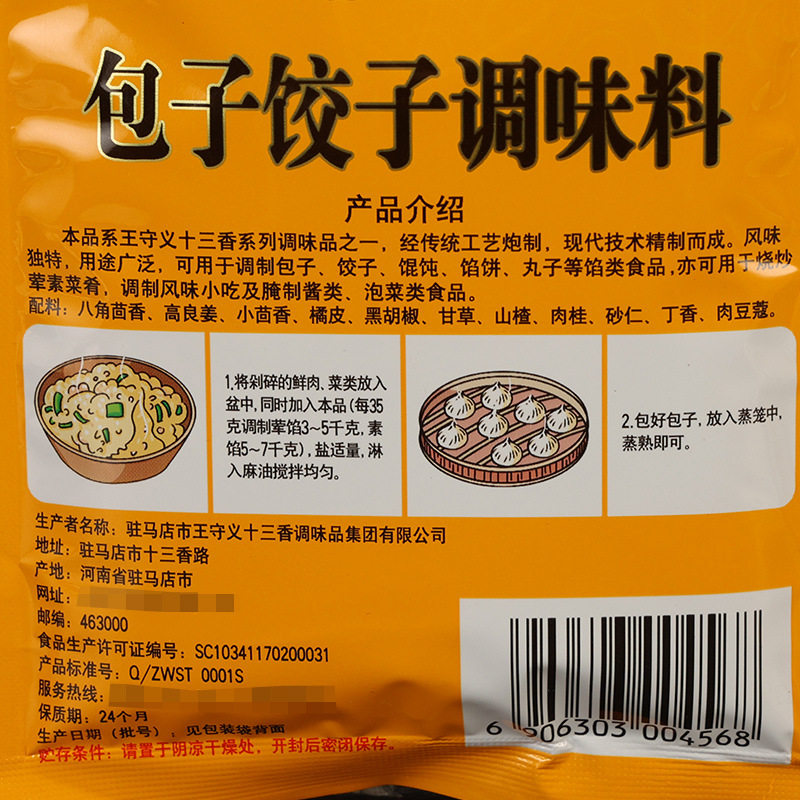 包子饺子调味料
产品介绍
本品系王守义十三香系列调味品之一，经传统工艺炮制，现代技术精制而成。风味
独特，用途广泛，可用于调制包子、饺子、馄饨、馅饼、丸子等馅类食品，亦可用于烧炒
荤素菜肴，调制风味小吃及腌制酱类、泡菜类食品。
配料：八角茴香、高良姜、小茴香、橘皮、黑胡椒、甘草、山楂、肉桂、砂仁、丁香、肉豆蔻。
1.将剁碎的鲜肉、菜类放入
盆中，同时加入本品（每35
克调制荤馅3~5千克，素
馅5~7千克），盐适量，淋
入麻油搅拌均匀。
2.包好包子，放入蒸笼中，
蒸熟即可。
生产者名称：驻马店市王守义十三香调味品集团有限公司
地址：驻马店市十三香路
产地：河南省驻马店市
网址：
邮编：463000
食品生产许可证编号：SC10341170200031
产品标准号：Q/ZWST 0001S
服务热线：
保质期：24个月
生产日期（批号）：见包装袋背面
贮存条件：请置于阴凉干燥处，开封后密闭保存。
6 906303 004568